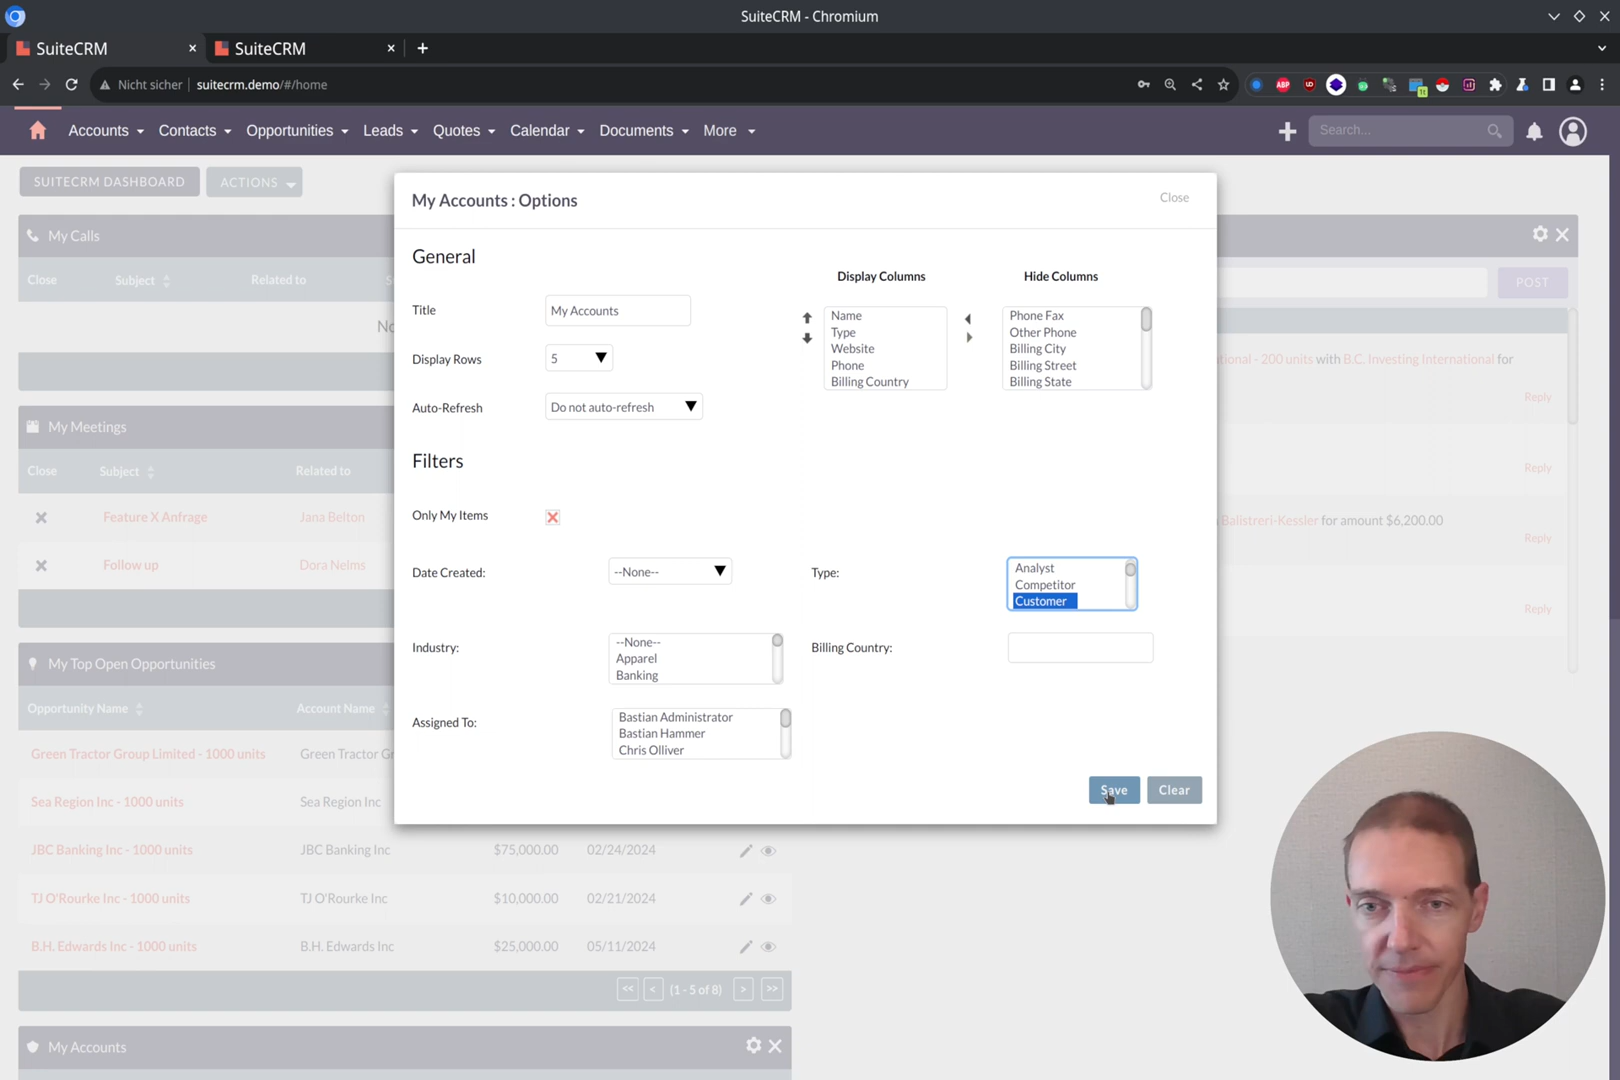 SuiteCRM - Chromium
SuiteCRM
SuiteCRM
Nicht sicher suitecrm.demo/#/home
ABP
1t
Accounts Contacts Opportunities Leads Quotes Calendar Documents More
Search...
SUITECRM DASHBOARD ACTIONS
My Calls
Close Subject Related to
No
POST
My Meetings
Close Subject Related to
Feature X Anfrage Jana Belton
Follow up Dora Nelms
My Top Open Opportunities
Opportunity Name Account Name
Green Tractor Group Limited - 1000 units Green Tractor Gr
Sea Region Inc - 1000 units Sea Region Inc
JBC Banking Inc - 1000 units JBC Banking Inc $75,000.00 02/24/2024
TJ O'Rourke Inc - 1000 units TJ O'Rourke Inc $10,000.00 02/21/2024
B.H. Edwards Inc - 1000 units B.H. Edwards Inc $25,000.00 05/11/2024
<< < (1 - 5 of 8) > >>
My Accounts
My Accounts : Options
Close
General
Title My Accounts
Display Rows 5
Auto-Refresh Do not auto-refresh
Display Columns
Name
Type
Website
Phone
Billing Country
Hide Columns
Phone Fax
Other Phone
Billing City
Billing Street
Billing State
Filters
Only My Items
Date Created: --None--
Type:
Analyst
Competitor
Customer
Industry:
--None--
Apparel
Banking
Billing Country:
Assigned To:
Bastian Administrator
Bastian Hammer
Chris Olliver
Save Clear
tional - 200 units with B.C. Investing International for
Reply
Reply
Balistreri-Kessler for amount $6,200.00
Reply
Reply